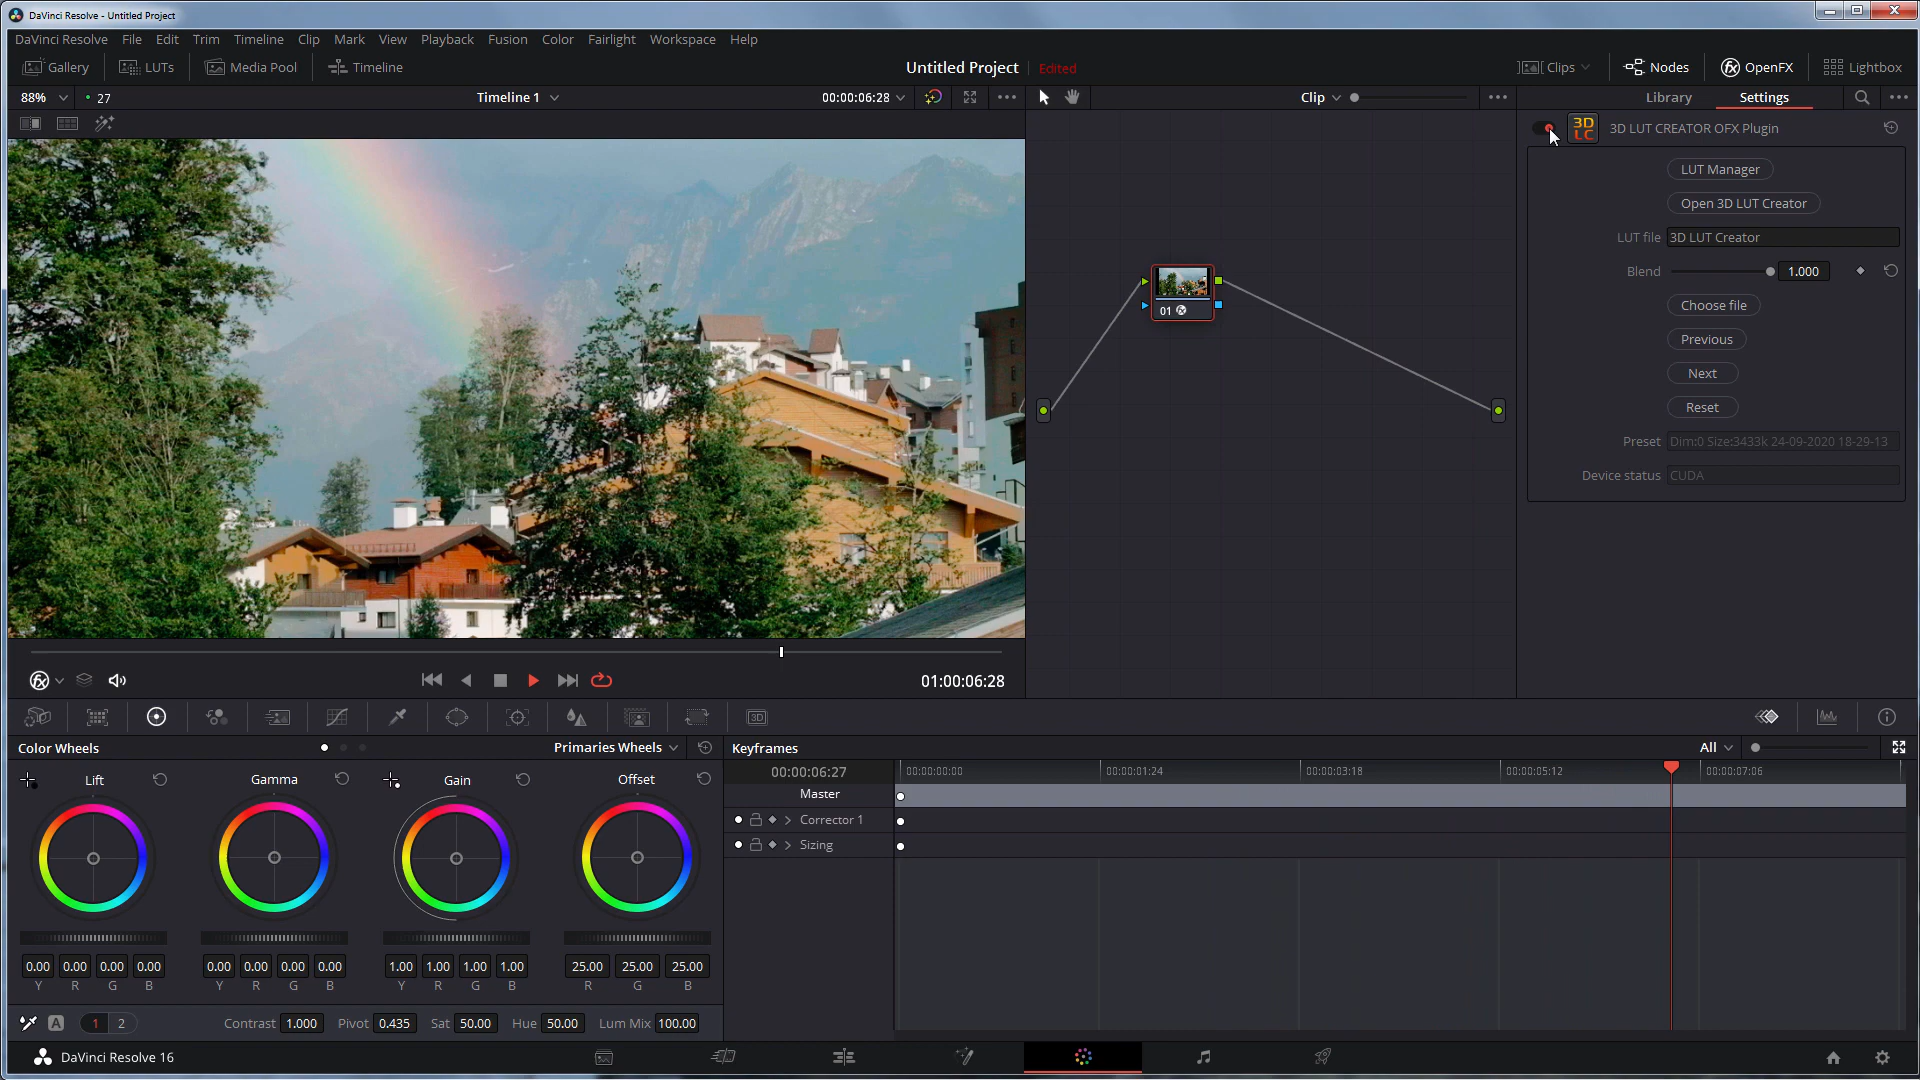 DaVinci Resolve - Untitled Project
DaVinci Resolve File Edit Trim Timeline Clip Mark View Playback Fusion Color Fairlight Workspace Help
Gallery LUTs Media Pool Timeline Untitled Project Edited Clips Nodes OpenFX Lightbox
88% 27 Timeline 1 00:00:06:28 Clip Library Settings
3D LC 3D LUT CREATOR OFX Plugin
LUT Manager
Open 3D LUT Creator
LUT file 3D LUT Creator
Blend 1.000
Choose file
Previous
Next
Reset
Preset Dim:0 Size:3433k 24-09-2020 18-29-13
Device status CUDA
01
01:00:06:28
3D
Color Wheels Primaries Wheels
Lift Gamma Gain Offset
0.00 0.00 0.00 0.00 0.00 0.00 0.00 0.00 1.00 1.00 1.00 1.00 25.00 25.00 25.00
Y R G B Y R G B Y R G B R G B
A 1 2 Contrast 1.000 Pivot 0.435 Sat 50.00 Hue 50.00 Lum Mix 100.00
Keyframes All
00:00:06:27 00:00:00:00 00:00:01:24 00:00:03:18 00:00:05:12 00:00:07:06
Master
Corrector 1
Sizing
DaVinci Resolve 16